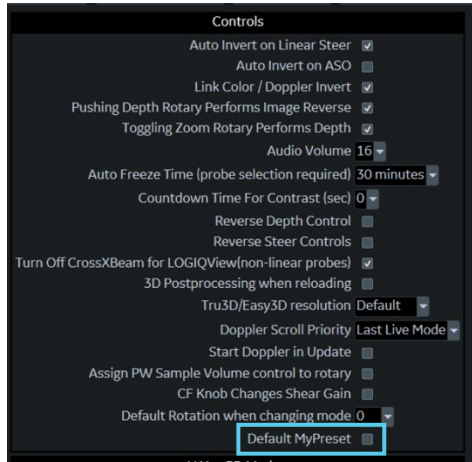 Controls
Auto Invert on Linear Steer
Auto Invert on ASO
Link Color / Doppler Invert
Pushing Depth Rotary Performs Image Reverse
Toggling Zoom Rotary Performs Depth
Audio Volume 16
Auto Freeze Time (probe selection required) 30 minutes
Countdown Time For Contrast (sec) 0
Reverse Depth Control
Reverse Steer Controls
Turn Off CrossXBeam for LOGIQView(non-linear probes)
3D Postprocessing when reloading
Tru3D/Easy3D resolution Default
Doppler Scroll Priority Last Live Mode
Start Doppler in Update
Assign PW Sample Volume control to rotary
CF Knob Changes Shear Gain
Default Rotation when changing mode 0
Default MyPreset